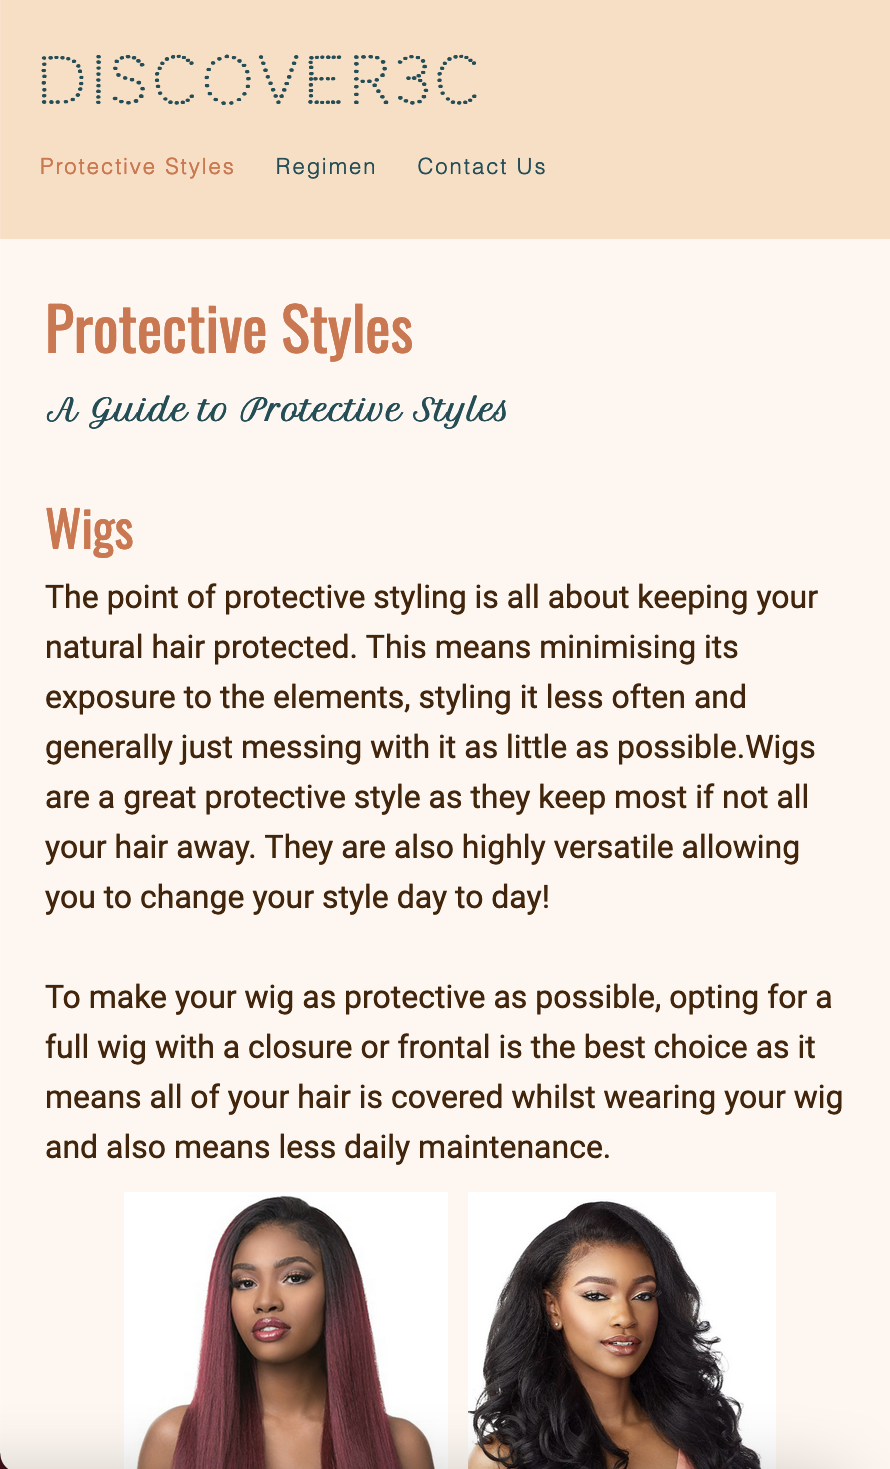 DISCOVER3C
Protective Styles Regimen Contact Us
Protective Styles
A Guide to Protective Styles
Wigs
The point of protective styling is all about keeping your
natural hair protected. This means minimising its
exposure to the elements, styling it less often and
generally just messing with it as little as possible.Wigs
are a great protective style as they keep most if not all
your hair away. They are also highly versatile allowing
you to change your style day to day!
To make your wig as protective as possible, opting for a
full wig with a closure or frontal is the best choice as it
means all of your hair is covered whilst wearing your wig
and also means less daily maintenance.